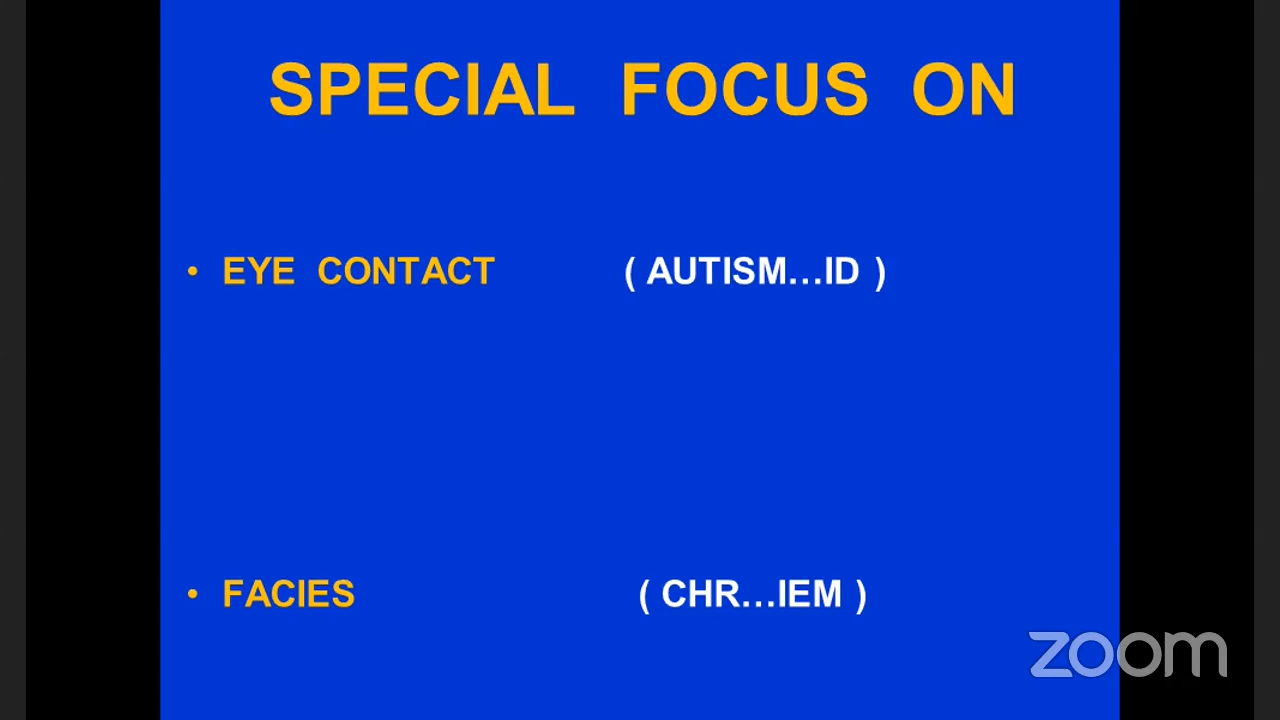 SPECIAL FOCUS ON
• EYE CONTACT ( AUTISM...ID )
• FACIES ( CHR...IEM )
zoom